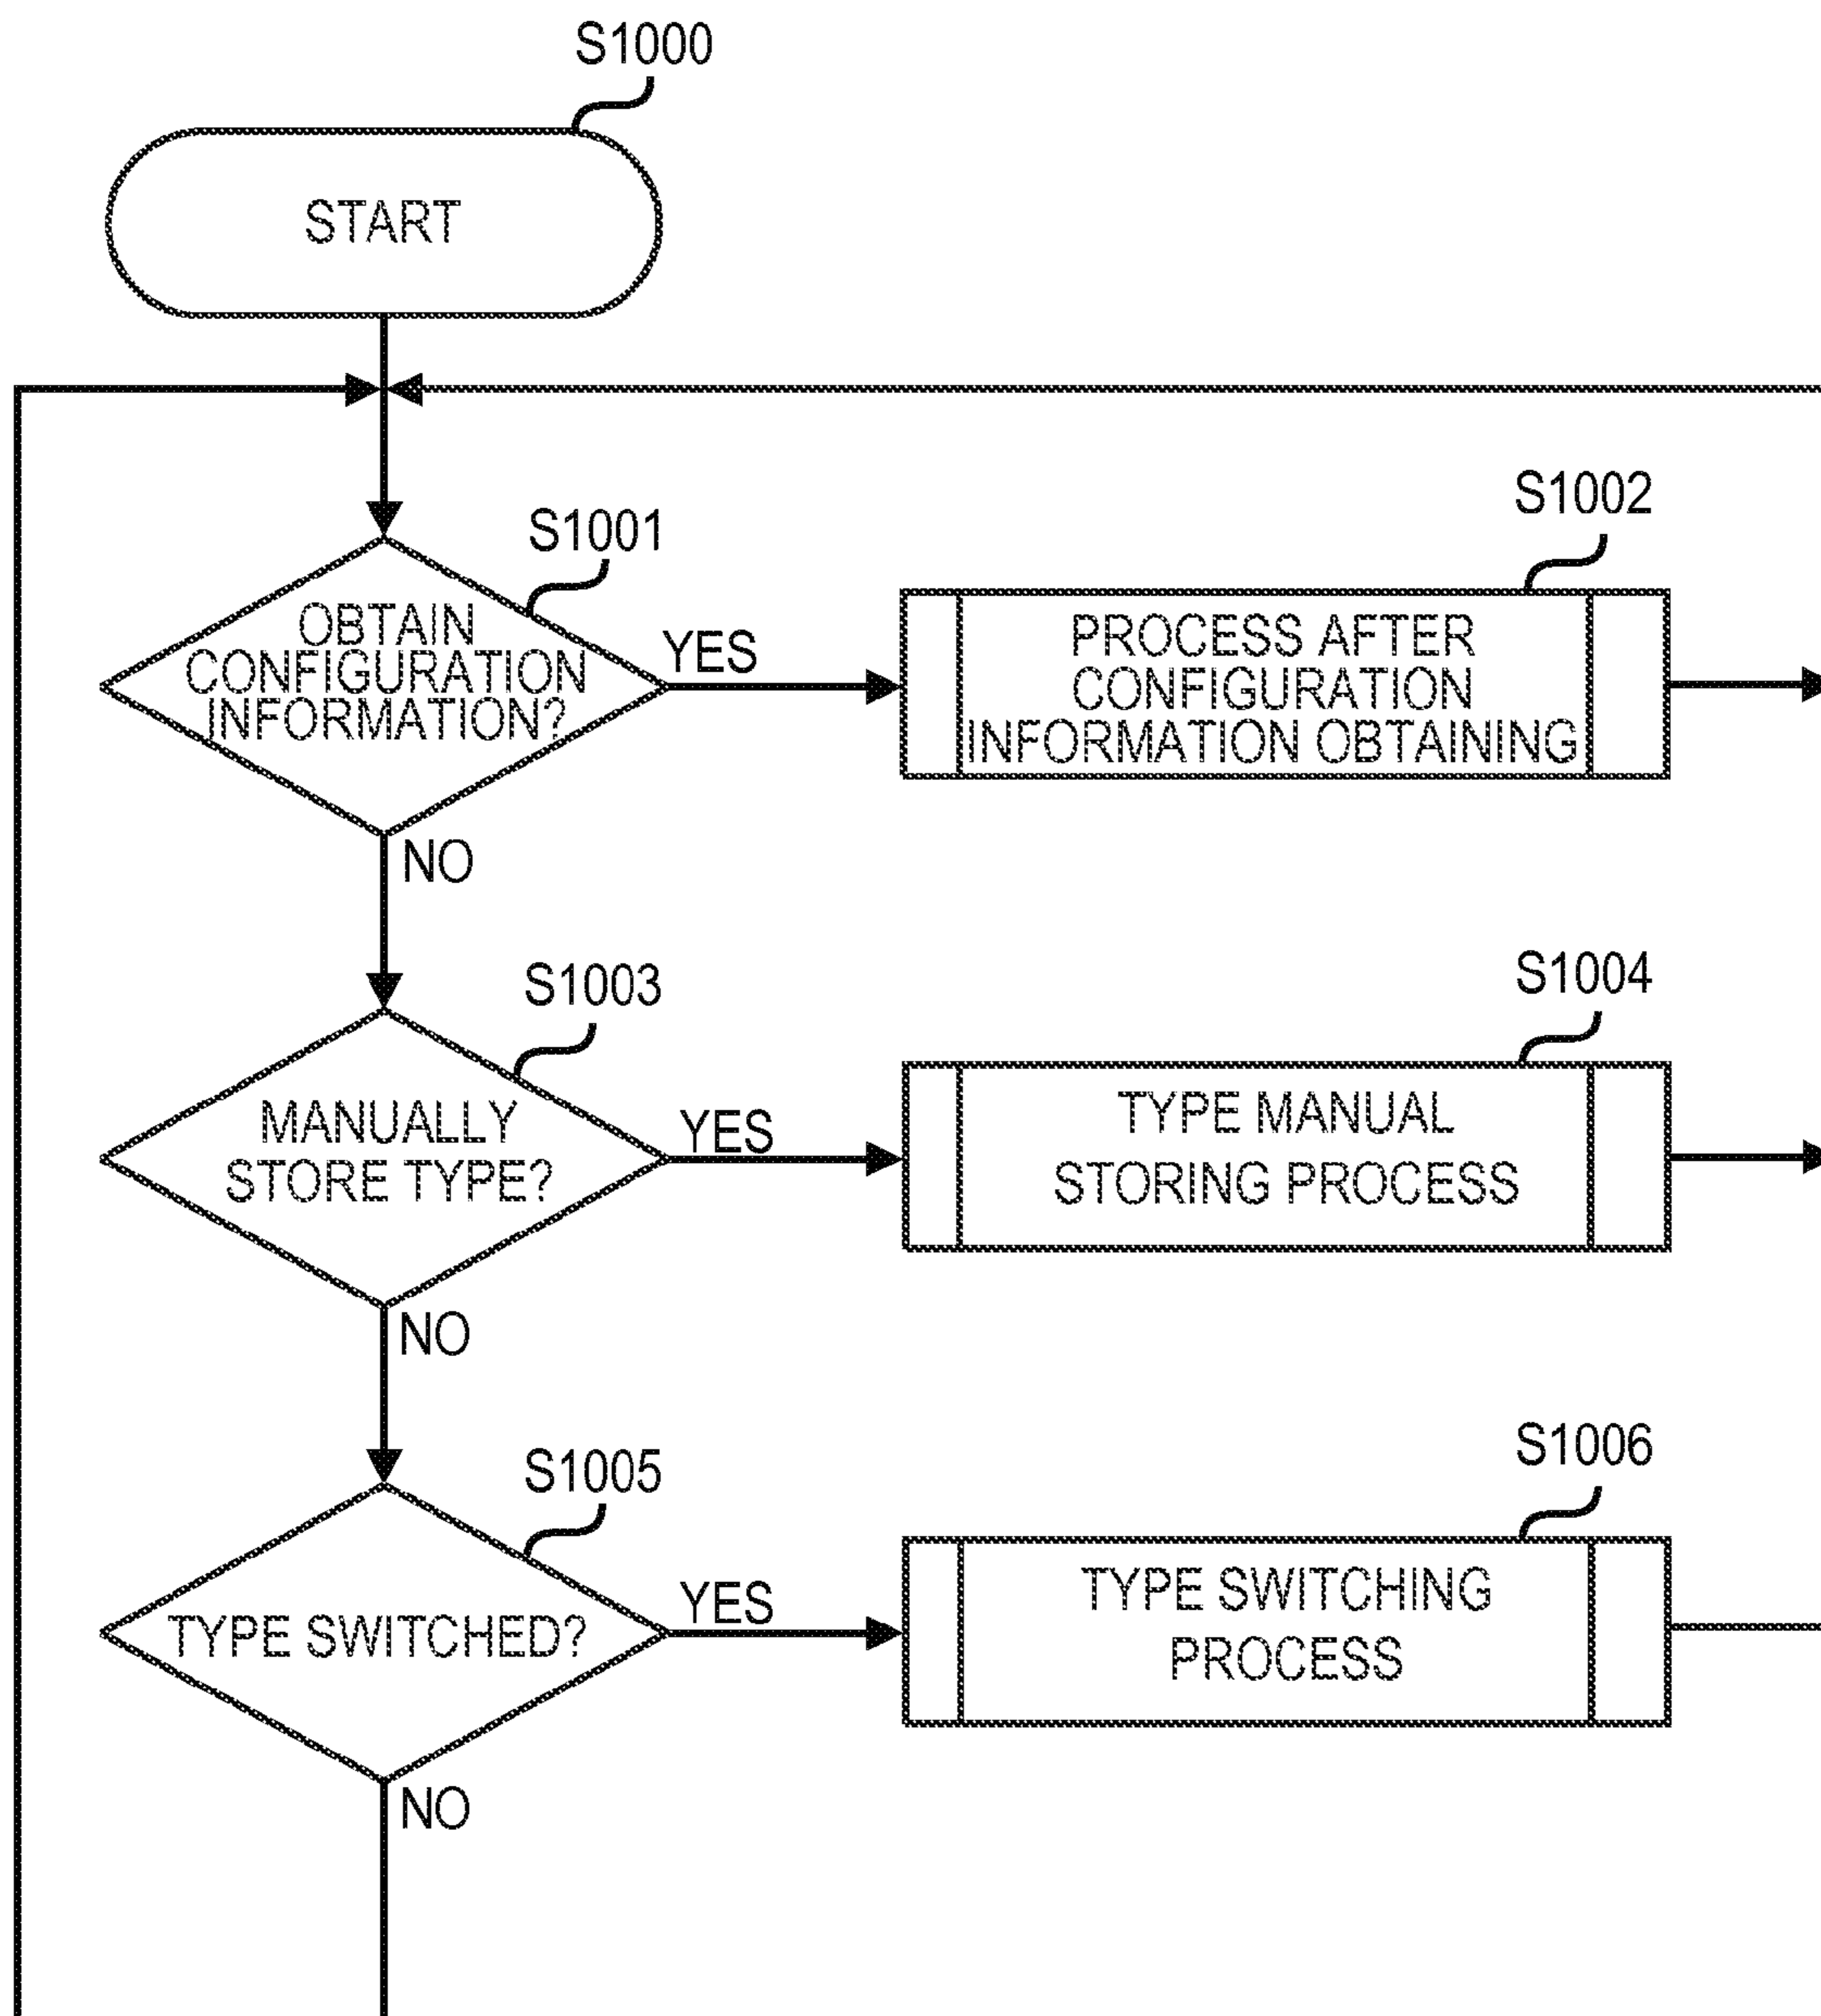 S1000
START
S1001
OBTAIN
CONFIGURATION
INFORMATION?
YES
S1002
PROCESS AFTER
CONFIGURATION
INFORMATION OBTAINING
NO
S1003
MANUALLY
STORE TYPE?
YES
S1004
TYPE MANUAL
STORING PROCESS
NO
S1005
TYPE SWITCHED?
YES
S1006
TYPE SWITCHING
PROCESS
NO